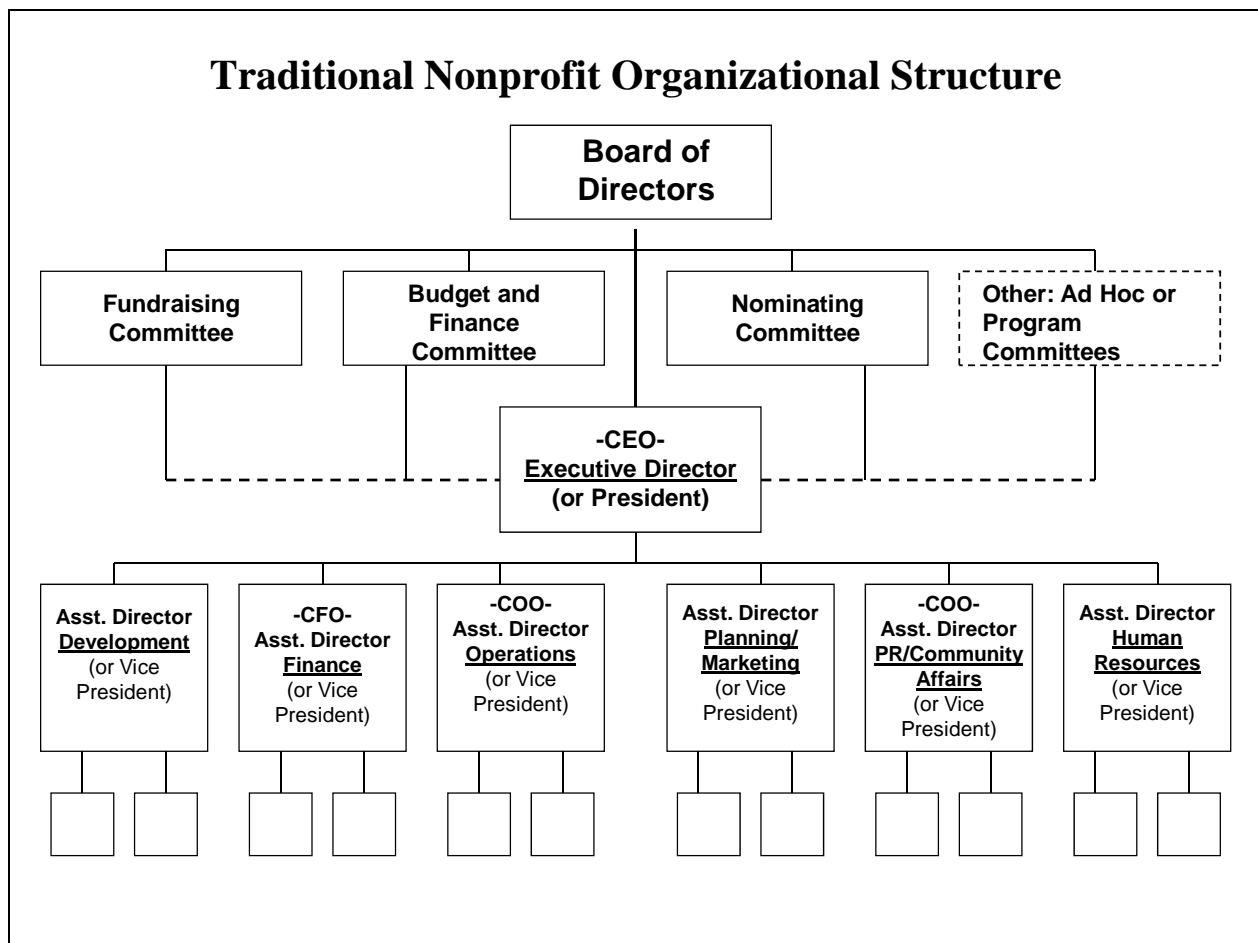 Traditional Nonprofit Organizational Structure
Board of
Directors
Fundraising
Committee
Budget and
Finance
Committee
Nominating
Committee
Other: Ad Hoc or
Program
Committees
-CEO-
Executive Director
(or President)
Asst. Director
Development
(or Vice
President)
-CFO-
Asst. Director
Finance
(or Vice
President)
-COO-
Asst. Director
Operations
(or Vice
President)
Asst. Director
Planning/
Marketing
(or Vice
President)
-COO-
Asst. Director
PR/Community
Affairs
(or Vice
President)
Asst. Director
Human
Resources
(or Vice
President)